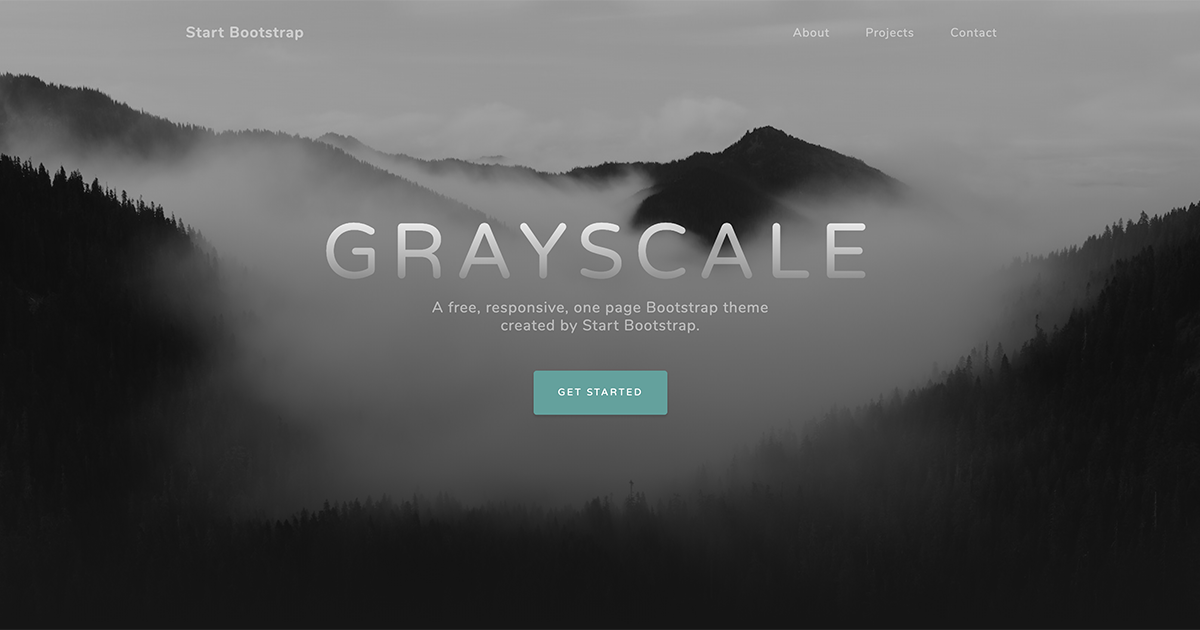 Start Bootstrap
About Projects Contact
GRAYSCALE
A free, responsive, one page Bootstrap theme
created by Start Bootstrap.
GET STARTED